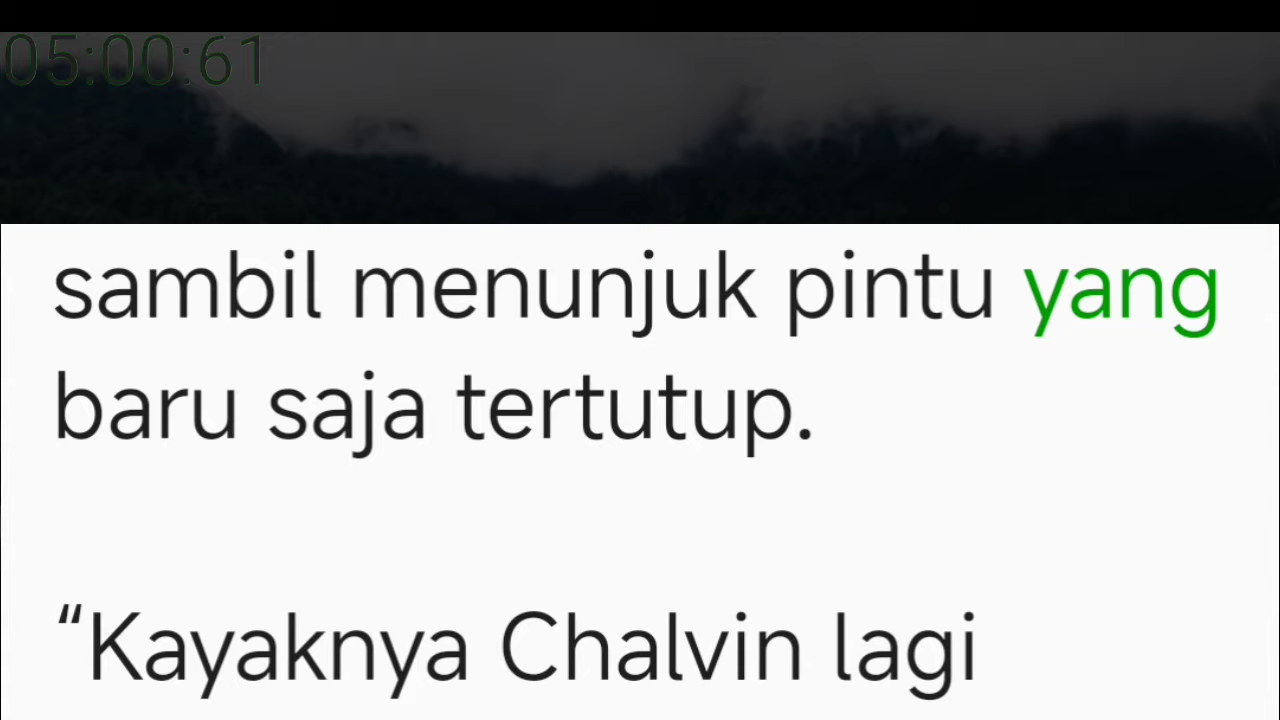 05:00:61
sambil menunjuk pintu yang
baru saja tertutup.
“Kayaknya Chalvin lagi